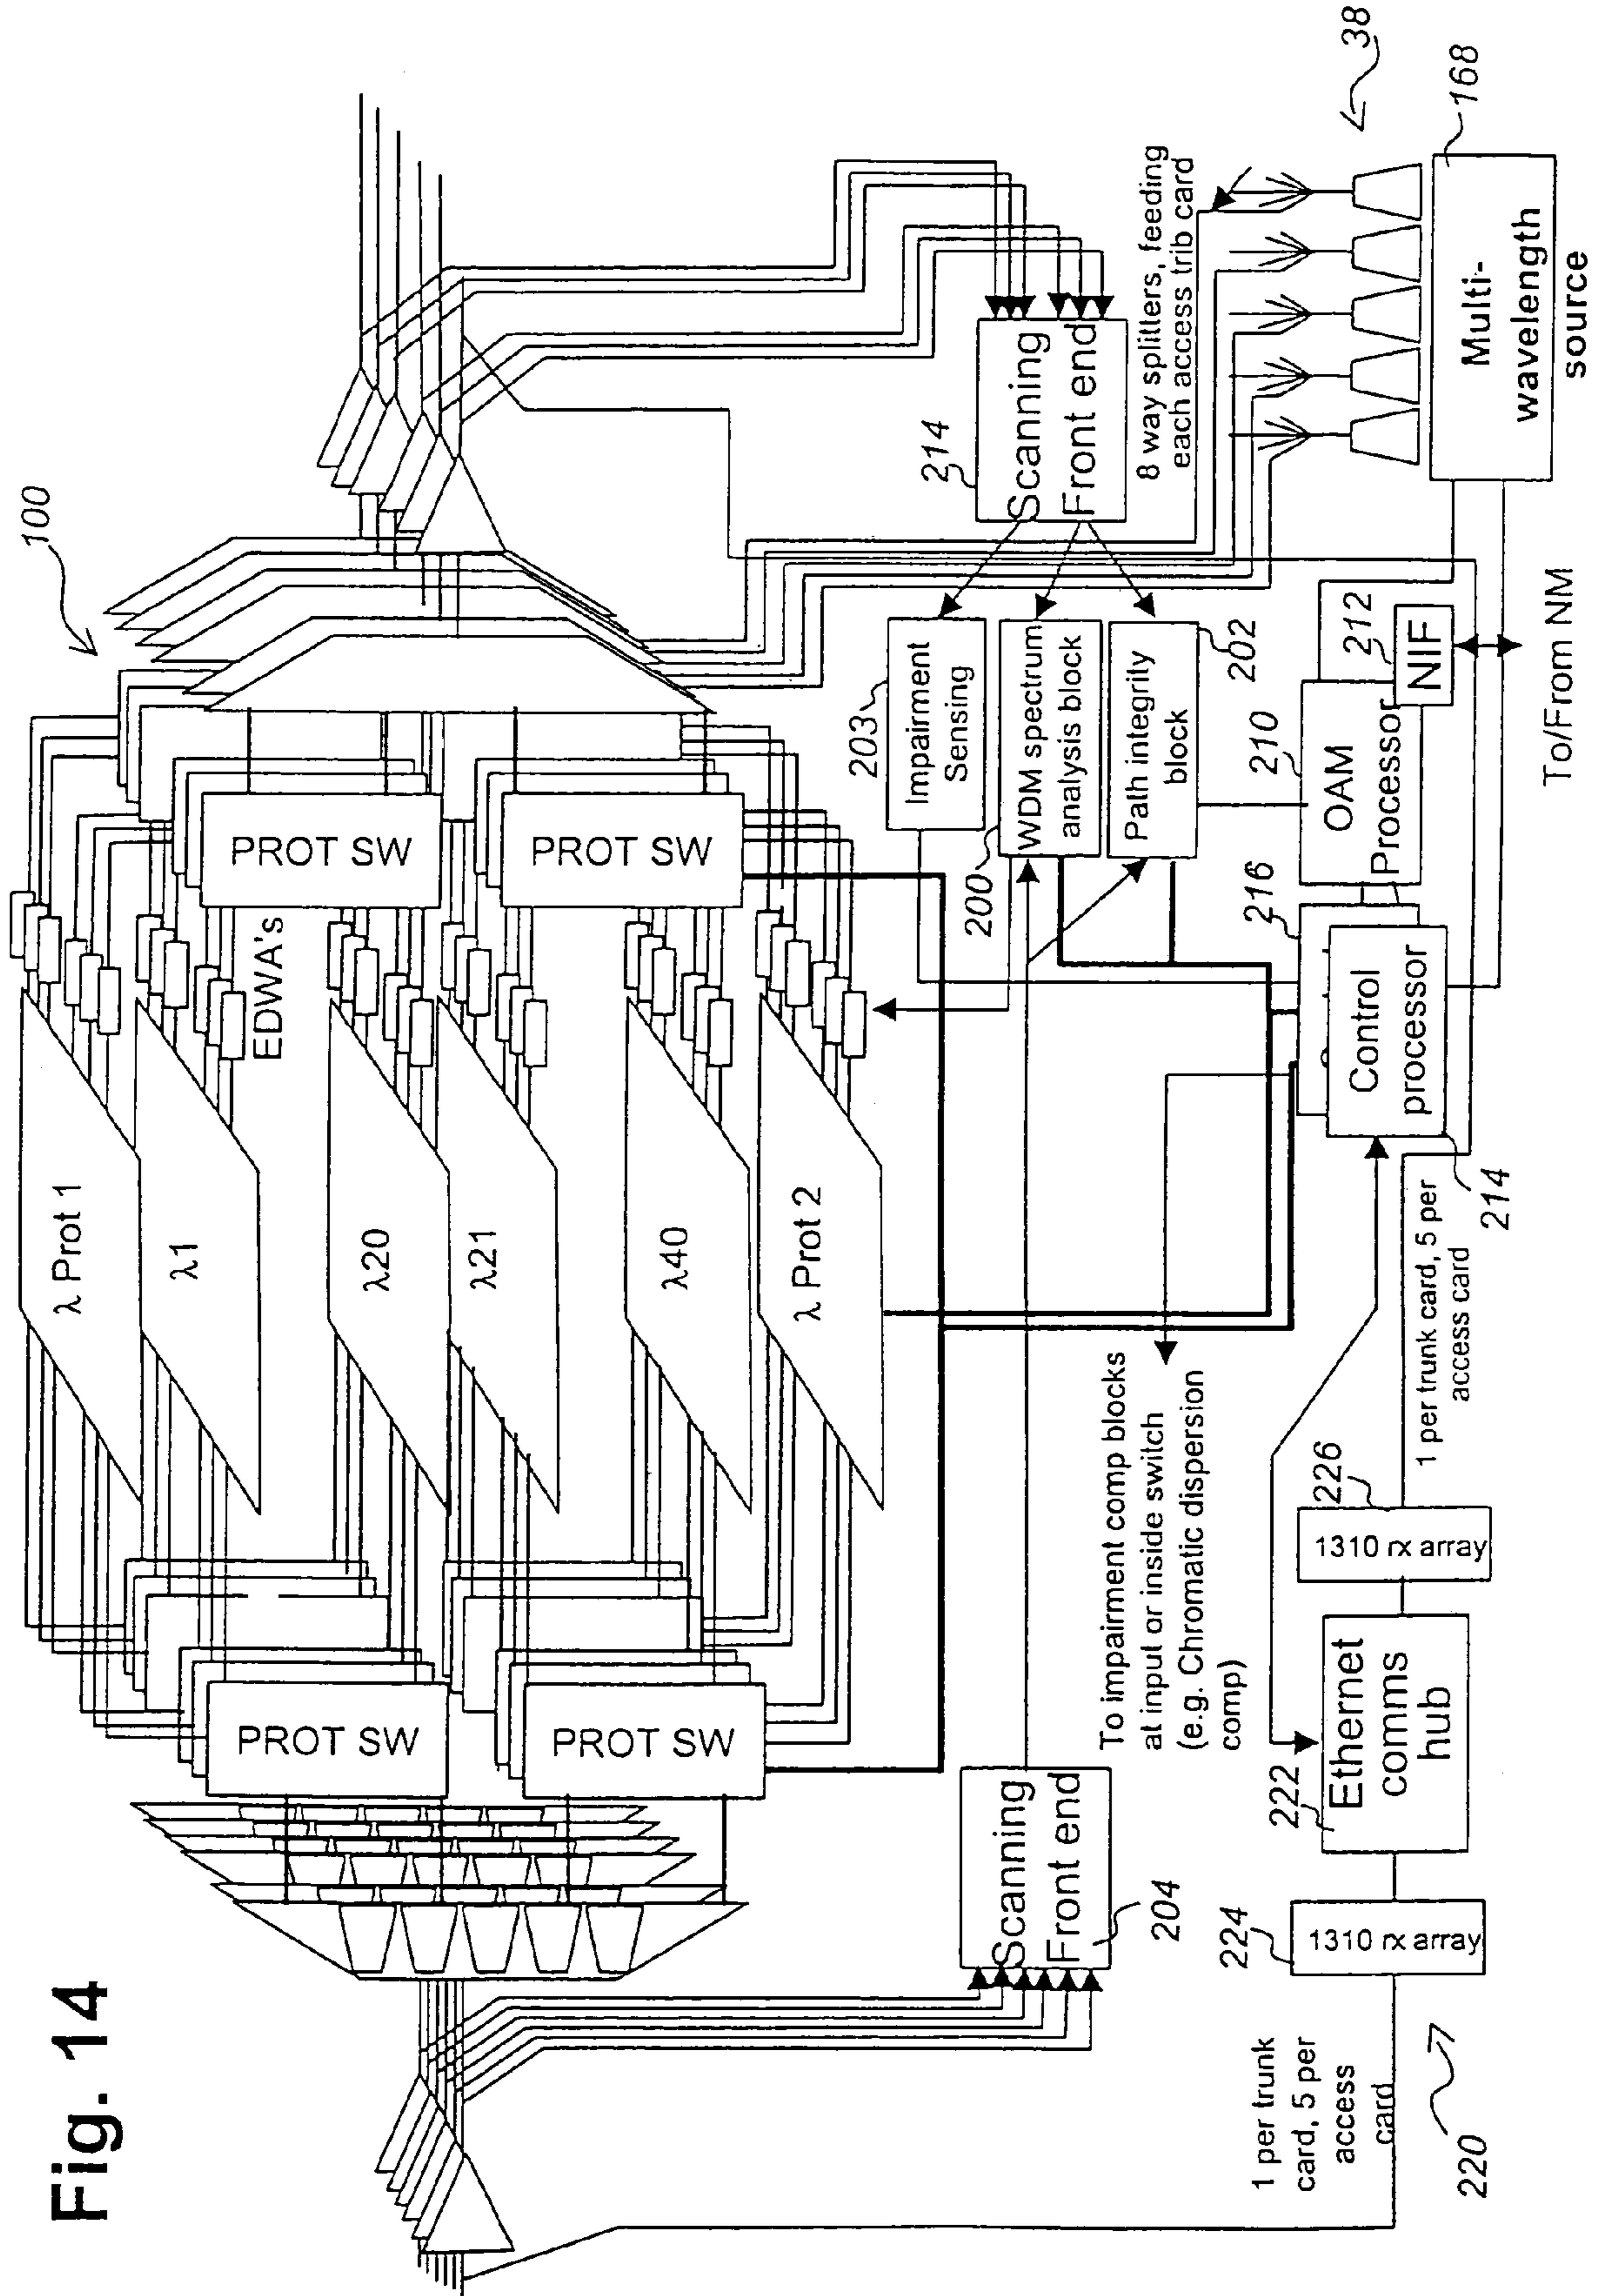 Fig. 14
100
λ Prot 1
λ1
λ20
λ21
λ40
λ Prot 2
EDWA's
PROT SW
PROT SW
PROT SW
PROT SW
Scanning
Front end
204
Scanning
Front end
214
203
Impairment
Sensing
200
WDM spectrum
analysis block
Path integrity
block
202
8 way splitters, feeding
each access trib card
38
168
Multi-
wavelength
source
210
OAM
Processor
212
NIF
To/From NM
216
Control
processor
214
To impairment comp blocks
at input or inside switch
(e.g. Chromatic dispersion
comp)
1 per trunk card, 5 per
access card
226
1310 rx array
222
Ethernet
comms
hub
224
1310 rx array
1 per trunk
card, 5 per
access
card
220